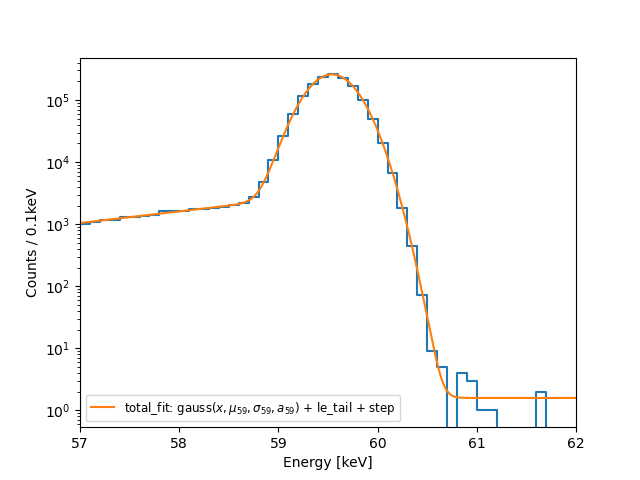 10⁵
10⁴
10³
10²
10¹
10⁰
Counts / 0.1keV
total_fit: gauss(x, μ₅₉, σ₅₉, a₅₉) + le_tail + step
57 58 59 60 61 62
Energy [keV]